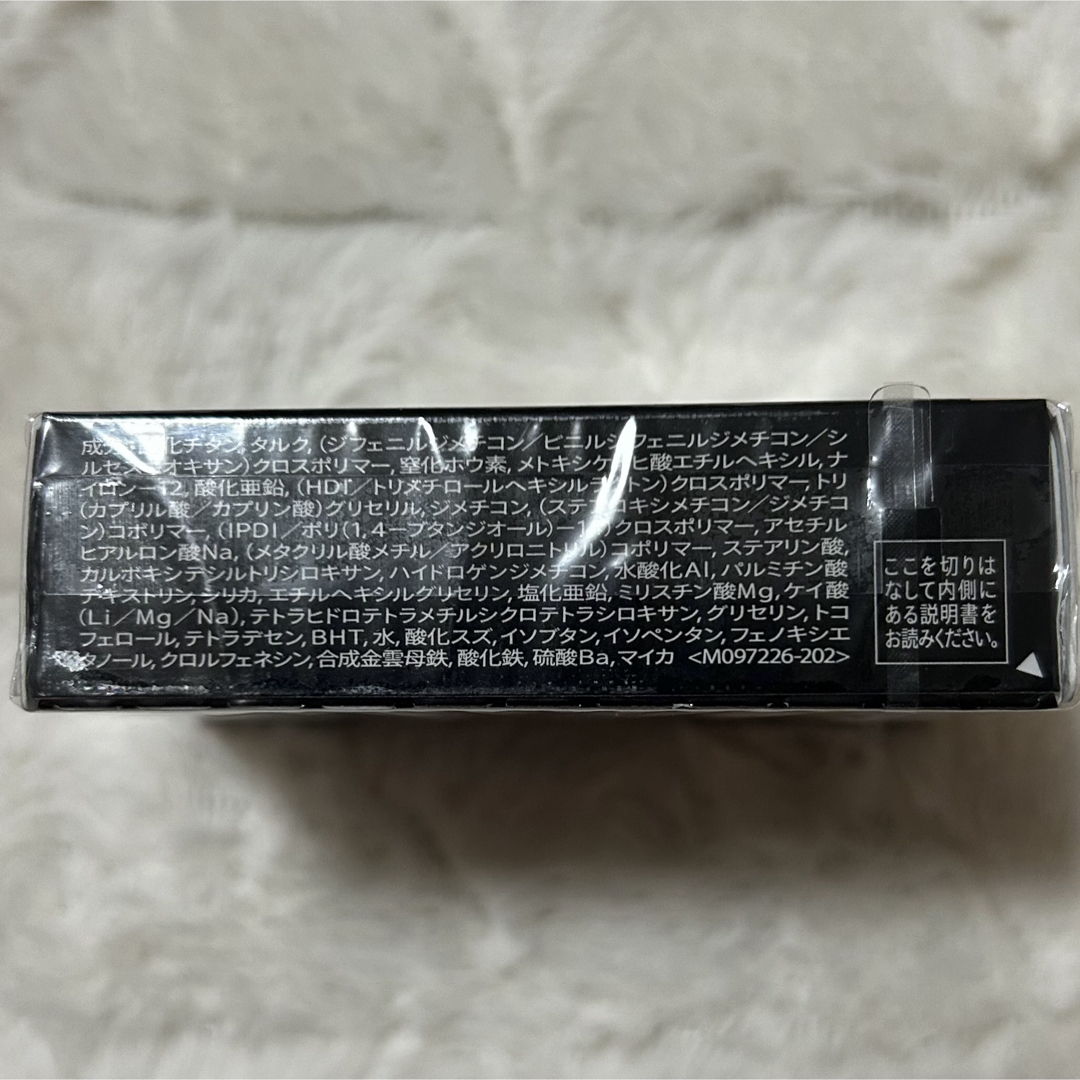 成 化チタン, タルク, (ジフェニルジメチコン／ビニルジフェニルジメチコン／シ
ルセスキオキサン)クロスポリマー, 窒化ホウ素, メトキシケイヒ酸エチルヘキシル, ナ
イロン－12, 酸化亜鉛, (HDI／トリメチロールヘキシルラクトン)クロスポリマー, トリ
(カプリル酸／カプリン酸)グリセリル, ジメチコン, (ステアロキシメチコン／ジメチコ
ン)コポリマー, (IPDI／ポリ(1,4－ブタンジオール)－14)クロスポリマー, アセチル
ヒアルロン酸Na, (メタクリル酸メチル／アクリロニトリル)コポリマー, ステアリン酸,
カルボキシデシルトリシロキサン, ハイドロゲンジメチコン, 水酸化Al, パルミチン酸
デキストリン, シリカ, エチルヘキシルグリセリン, 塩化亜鉛, ミリスチン酸Mg, ケイ酸
(Li／Mg／Na), テトラヒドロテトラメチルシクロテトラシロキサン, グリセリン, トコ
フェロール, テトラデセン, BHT, 水, 酸化スズ, イソブタン, イソペンタン, フェノキシエ
タノール, クロルフェネシン, 合成金雲母鉄, 酸化鉄, 硫酸Ba, マイカ <M097226-202>
ここを切りは
なして内側に
ある説明書を
お読みください。